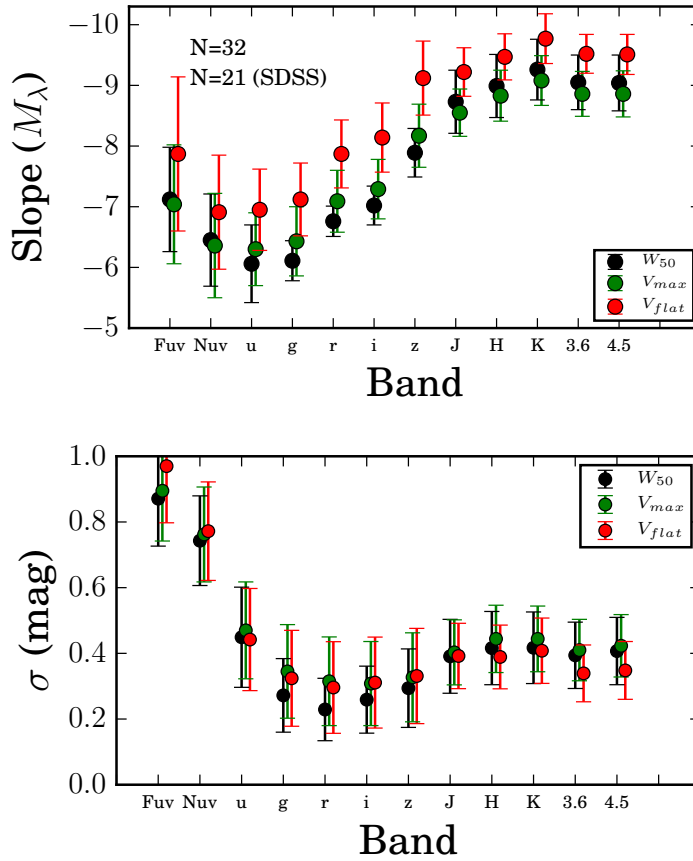 −10
−9
−8
−7
−6
−5
Slope (M_λ)
N=32
N=21 (SDSS)
W_50
V_max
V_flat
Fuv Nuv u g r i z J H K 3.6 4.5
Band
1.0
0.8
0.6
0.4
0.2
0.0
σ (mag)
W_50
V_max
V_flat
Fuv Nuv u g r i z J H K 3.6 4.5
Band